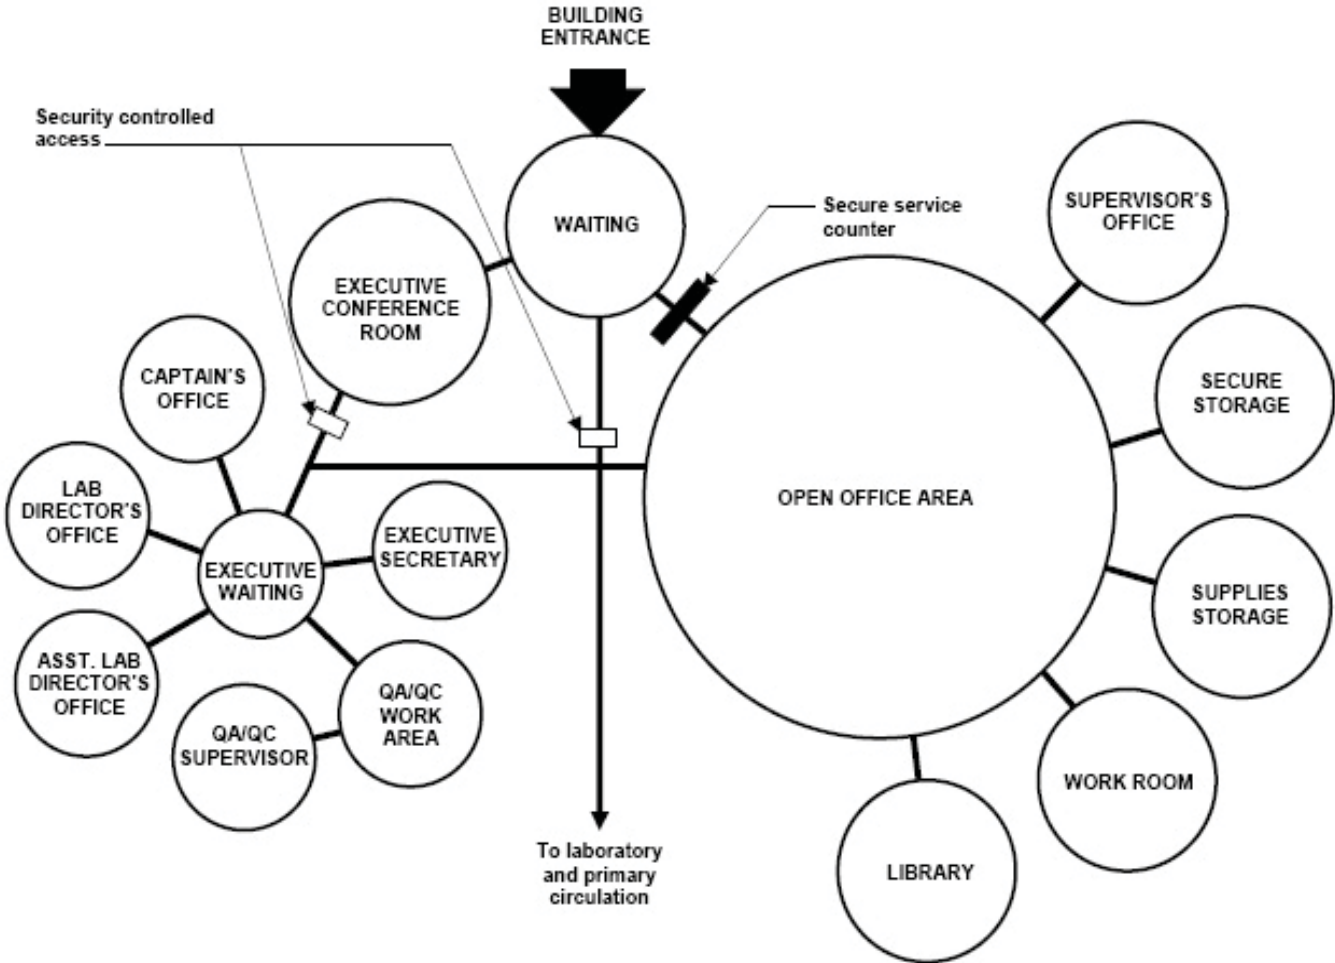 BUILDING
ENTRANCE
Security controlled
access
WAITING
Secure service
counter
SUPERVISOR'S
OFFICE
EXECUTIVE
CONFERENCE
ROOM
CAPTAIN'S
OFFICE
SECURE
STORAGE
LAB
DIRECTOR'S
OFFICE
OPEN OFFICE AREA
EXECUTIVE
SECRETARY
EXECUTIVE
WAITING
SUPPLIES
STORAGE
ASST. LAB
DIRECTOR'S
OFFICE
QA/QC
WORK
AREA
QA/QC
SUPERVISOR
WORK ROOM
To laboratory
and primary
circulation
LIBRARY